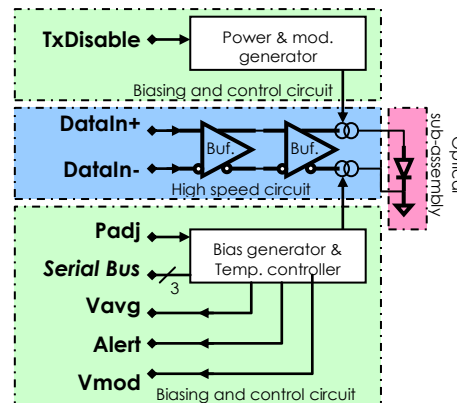 TxDisable
Power & mod.
generator
Biasing and control circuit
DataIn+
Buf.
Buf.
DataIn-
High speed circuit
Optical
sub-assembly
Padj
Bias generator &
Temp. controller
Serial Bus
3
Vavg
Alert
Vmod
Biasing and control circuit